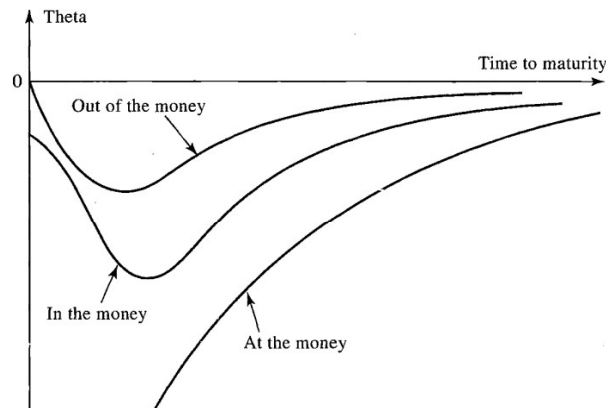 Theta
Time to maturity
0
Out of the money
In the money
At the money